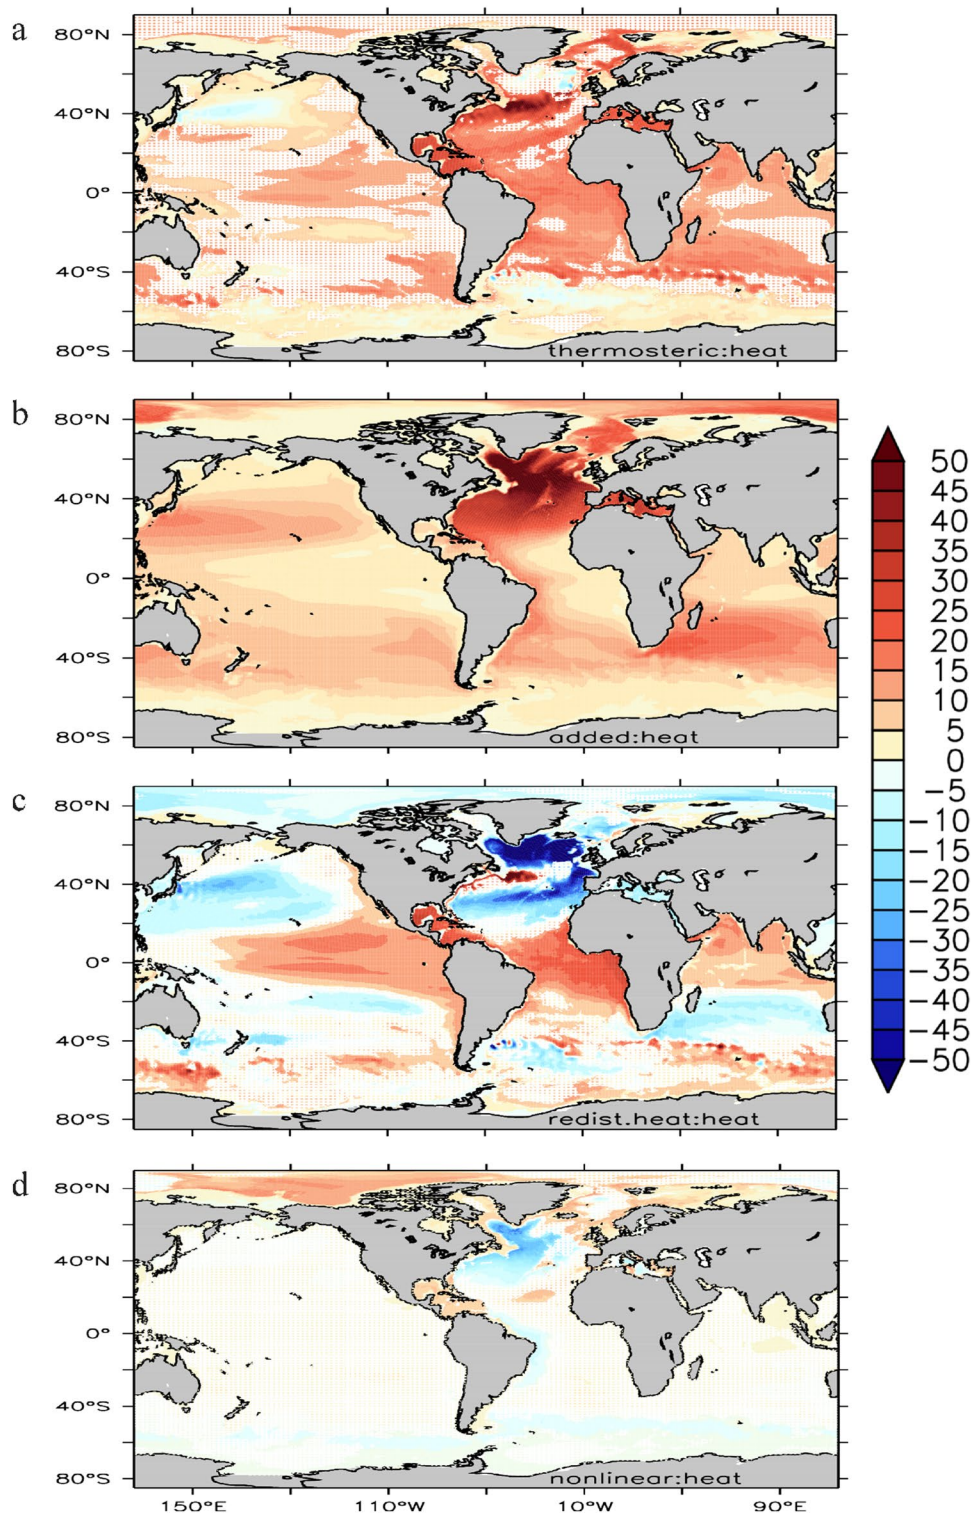 a
80°N
40°N
0°
40°S
80°S
thermosteric:heat
b
80°N
40°N
0°
40°S
80°S
added:heat
50
45
40
35
30
25
20
15
10
5
0
−5
−10
−15
−20
−25
−30
−35
−40
−45
−50
c
80°N
40°N
0°
40°S
80°S
redist.heat:heat
d
80°N
40°N
0°
40°S
80°S
nonlinear:heat
150°E 110°W 10°W 90°E